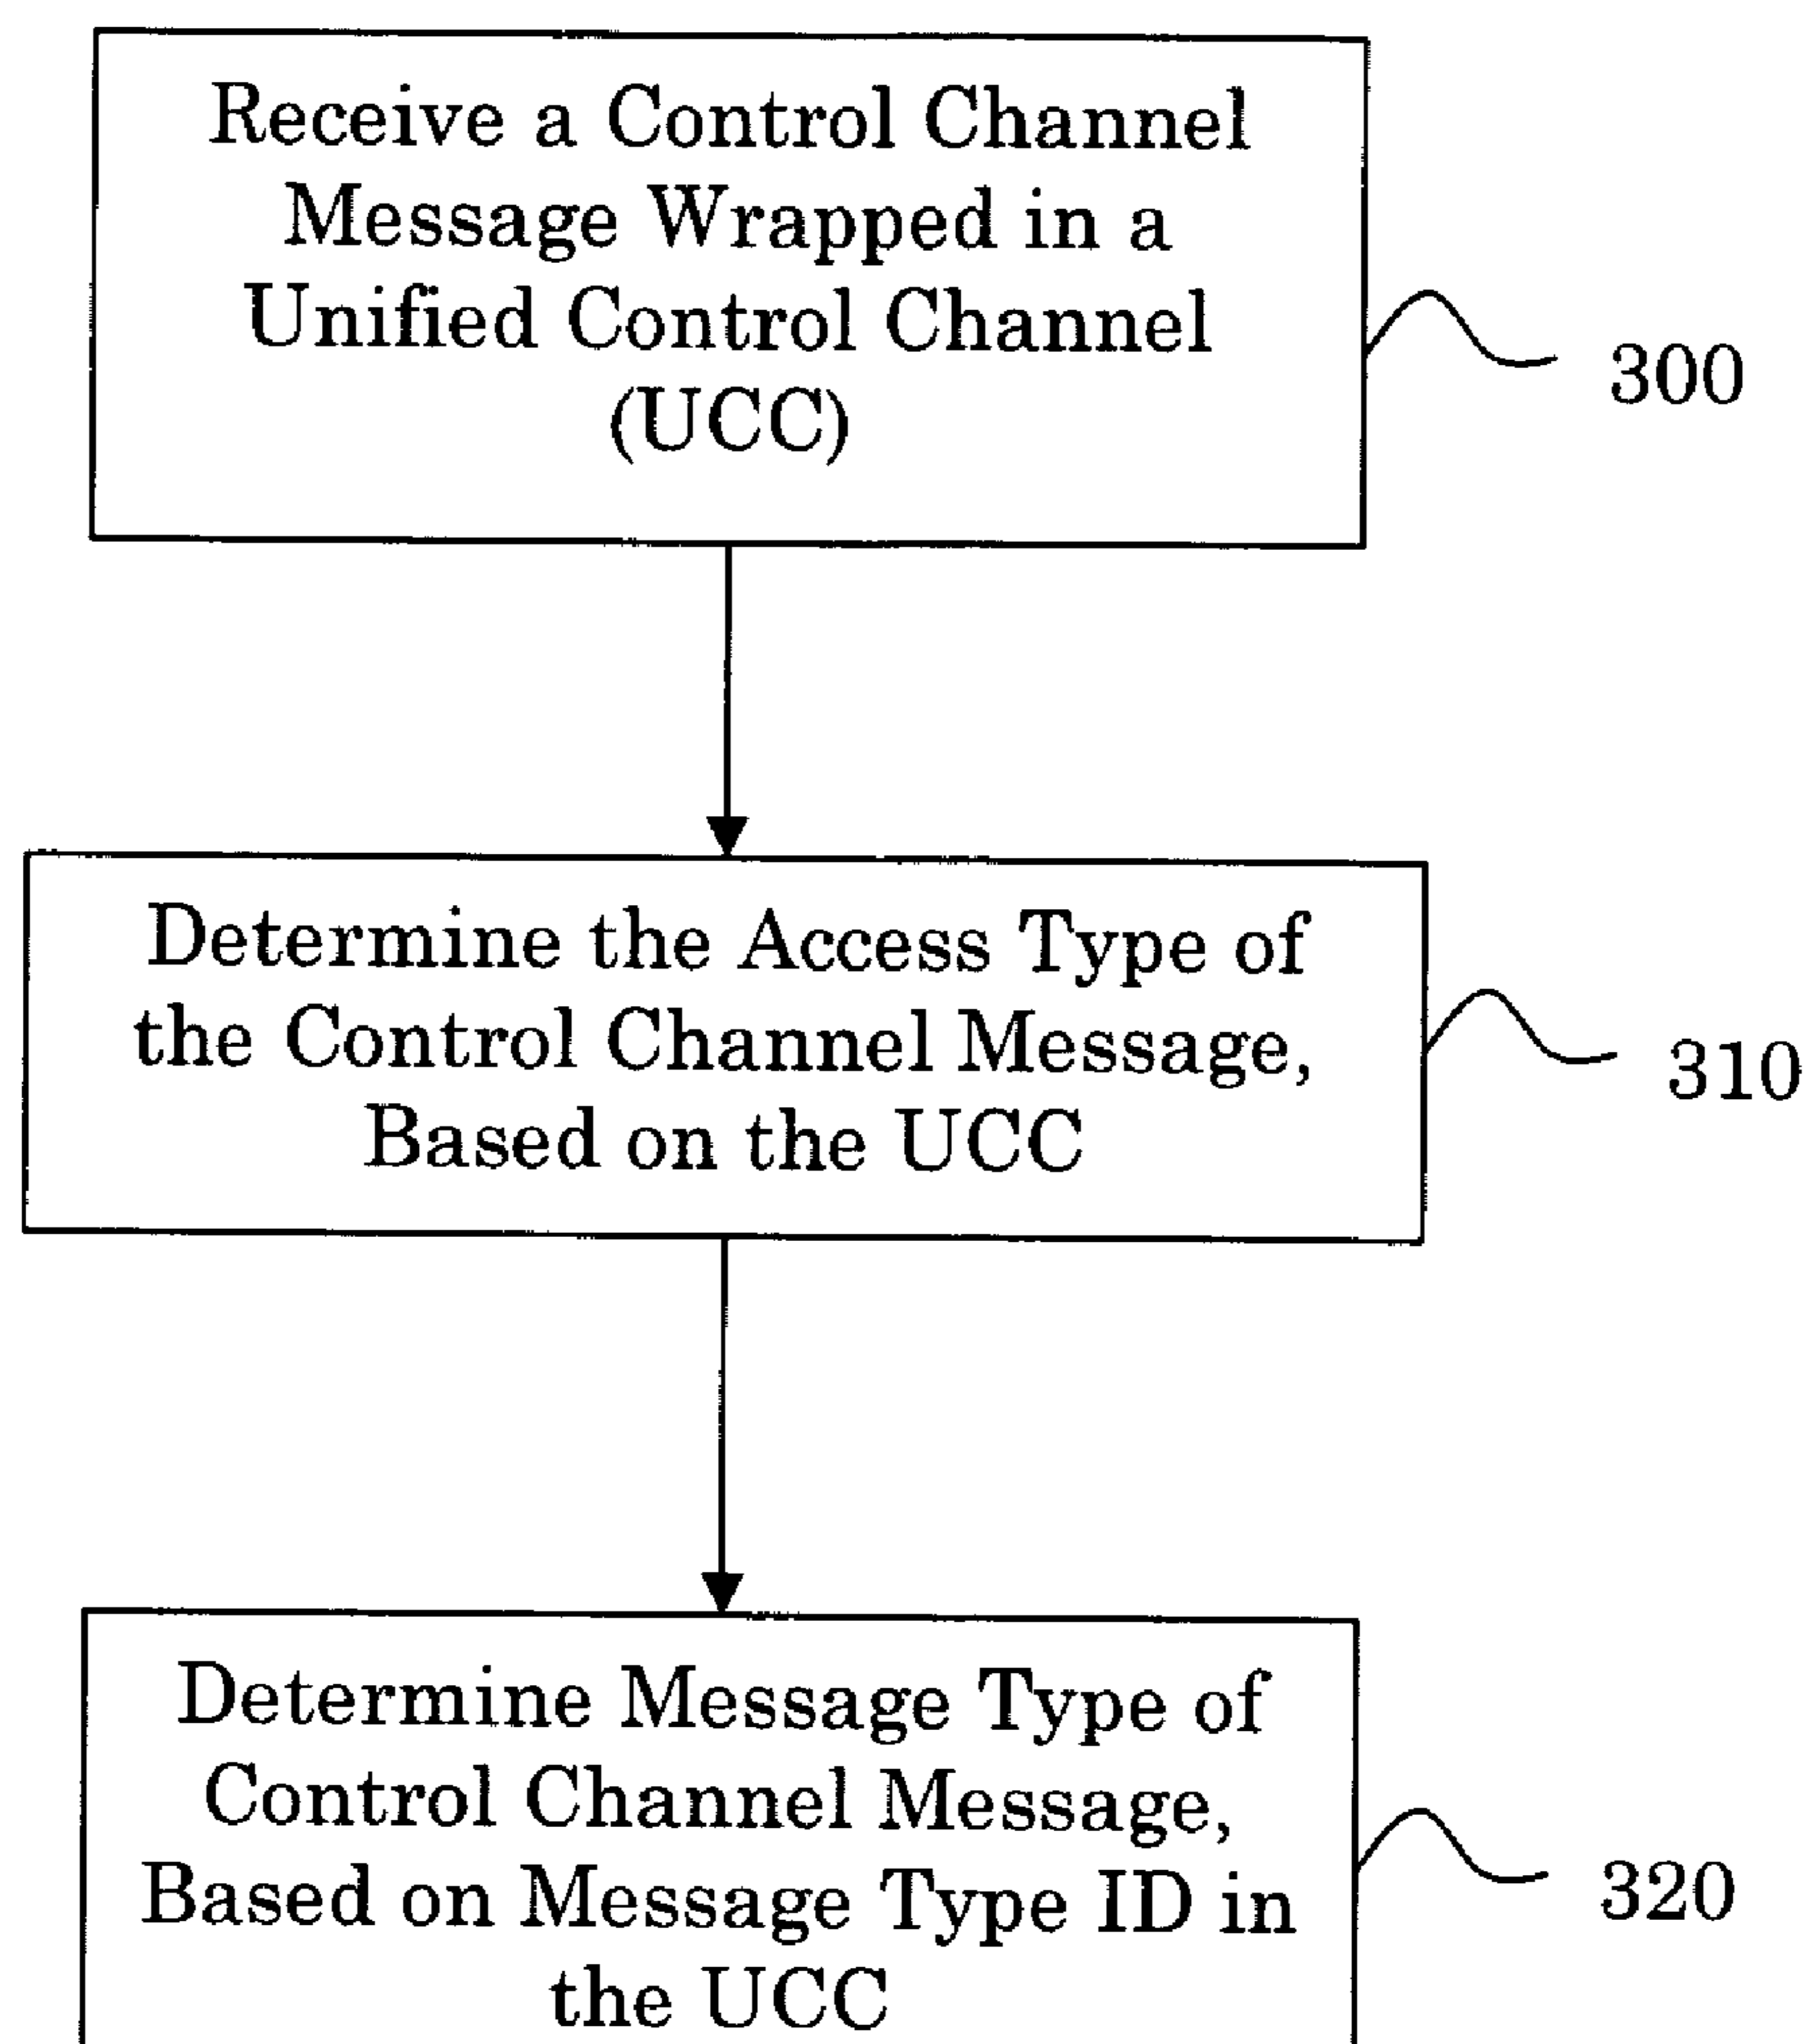 Receive a Control Channel
Message Wrapped in a
Unified Control Channel
(UCC)
300
Determine the Access Type of
the Control Channel Message,
Based on the UCC
310
Determine Message Type of
Control Channel Message,
Based on Message Type ID in
the UCC
320